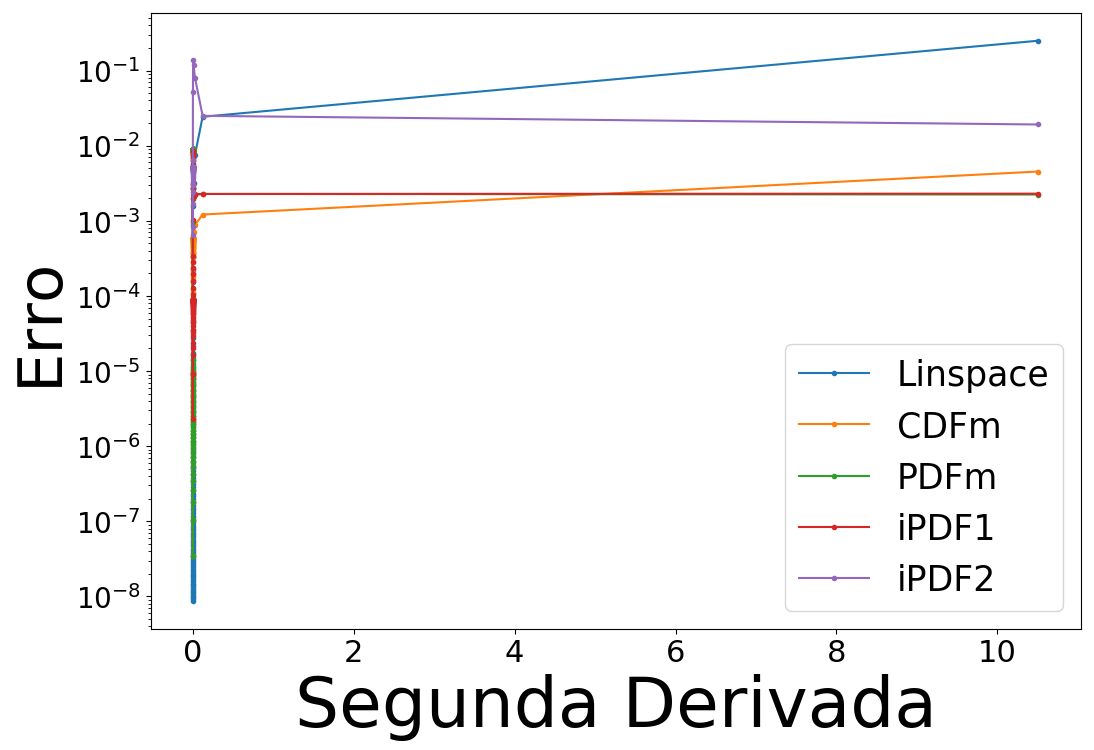 Erro
10⁻¹
10⁻²
10⁻³
10⁻⁴
10⁻⁵
10⁻⁶
10⁻⁷
10⁻⁸
Linspace
CDFm
PDFm
iPDF1
iPDF2
0 2 4 6 8 10
Segunda Derivada